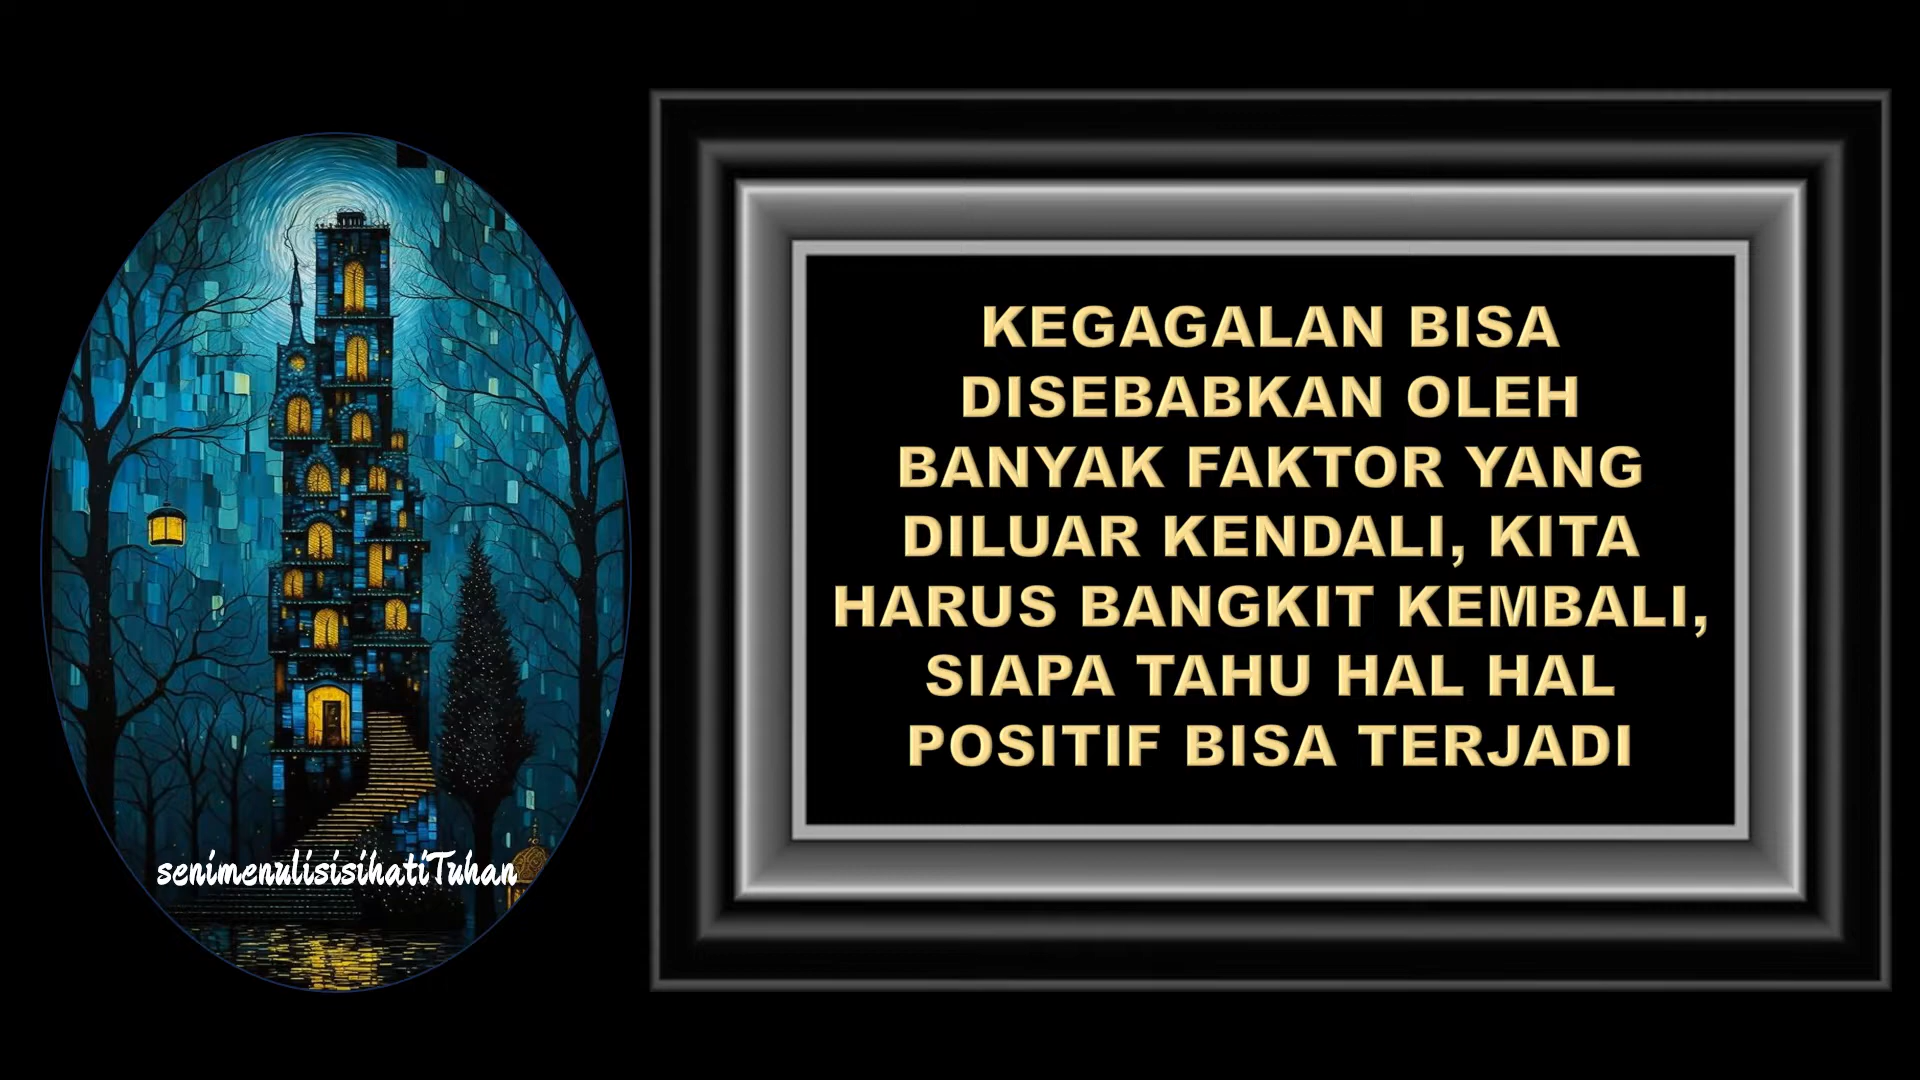 KEGAGALAN BISA
DISEBABKAN OLEH
BANYAK FAKTOR YANG
DILUAR KENDALI, KITA
HARUS BANGKIT KEMBALI,
SIAPA TAHU HAL HAL
POSITIF BISA TERJADI
senimenulisisihatiTuhan